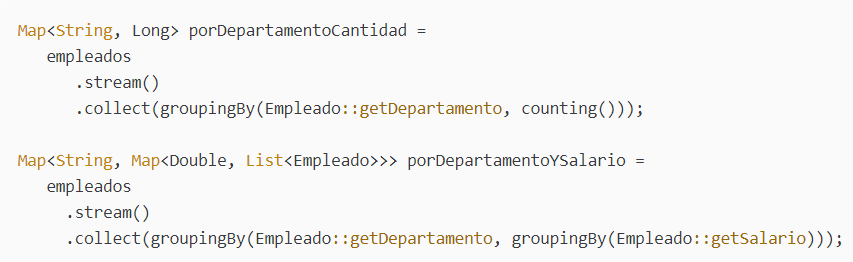 Map<String, Long> porDepartamentoCantidad =
empleados
.stream()
.collect(groupingBy(Empleado::getDepartamento, counting()));
Map<String, Map<Double, List<Empleado>>> porDepartamentoYSalario =
empleados
.stream()
.collect(groupingBy(Empleado::getDepartamento, groupingBy(Empleado::getSalario)));